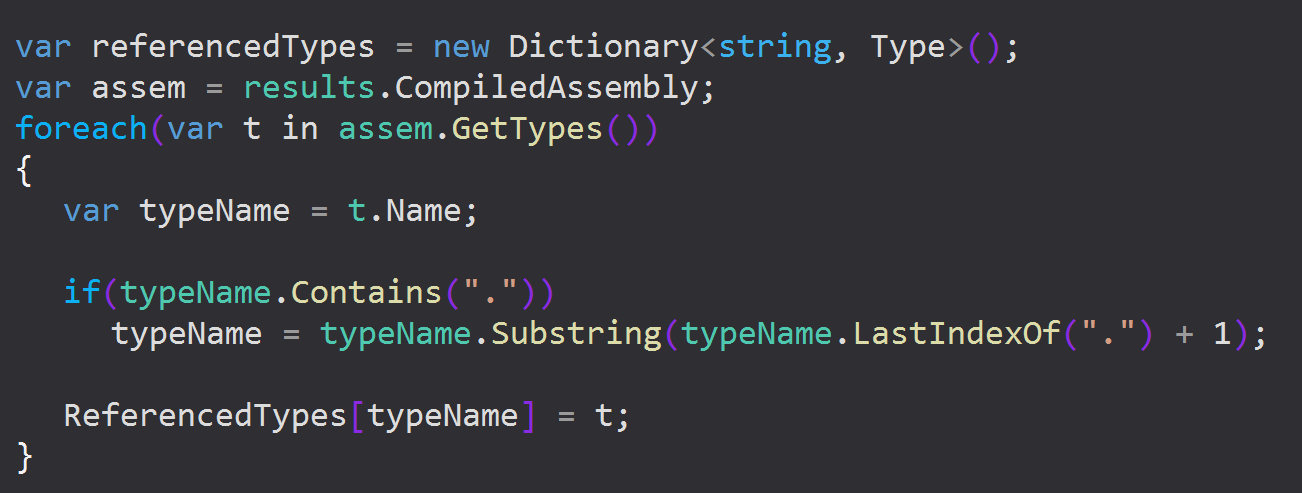 var referencedTypes = new Dictionary<string, Type>();
var assem = results.CompiledAssembly;
foreach(var t in assem.GetTypes())
{
var typeName = t.Name;
if(typeName.Contains("."))
typeName = typeName.Substring(typeName.LastIndexOf(".") + 1);
ReferencedTypes[typeName] = t;
}